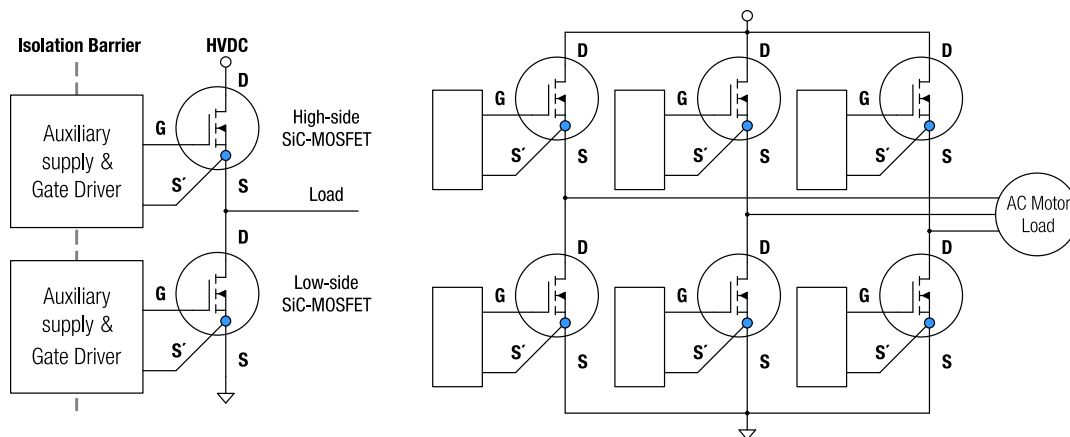 Isolation Barrier
HVDC
D
Auxiliary
supply &
Gate Driver
G
S´
S
High-side
SiC-MOSFET
Load
D
Auxiliary
supply &
Gate Driver
G
S´
S
Low-side
SiC-MOSFET
D
G
S´
S
D
G
S´
S
D
G
S´
S
AC Motor
Load
D
G
S´
S
D
G
S´
S
D
G
S´
S